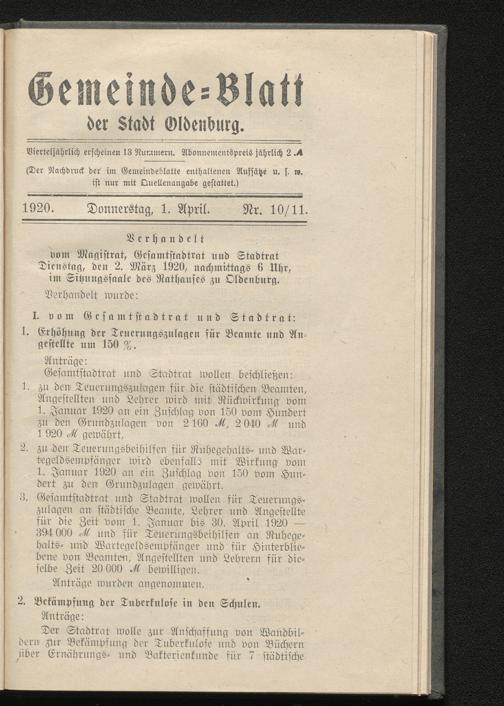 Gemeinde-Blatt
der Stadt Oldenburg.
Vierteljährlich erscheinen 13 Nummern. Abonnementspreis jährlich 2 ℳ
(Der Nachdruck der im Gemeindeblatte enthaltenen Aufsätze u. s. w.
ist nur mit Quellenangabe gestattet.)
1920. Donnerstag, 1. April. Nr. 10/11.
Verhandelt
vom Magistrat, Gesamtstadtrat und Stadtrat
Dienstag, den 2. März 1920, nachmittags 6 Uhr,
im Sitzungssaale des Rathauses zu Oldenburg.
Verhandelt wurde:
I. vom Gesamtstadtrat und Stadtrat:
1. Erhöhung der Teuerungszulagen für Beamte und An-
gestellte um 150 %.
Anträge:
Gesamtstadtrat und Stadtrat wollen beschließen:
1. zu den Teuerungszulagen für die städtischen Beamten,
Angestellten und Lehrer wird mit Rückwirkung vom
1. Januar 1920 an ein Zuschlag von 150 vom Hundert
zu den Grundzulagen von 2160 ℳ, 2040 ℳ und
1920 ℳ gewährt,
2. zu den Teuerungsbeihilfen für Ruhegehalts- und War-
tegeldsempfänger wird ebenfalls mit Wirkung vom
1. Januar 1920 an ein Zuschlag von 150 vom Hun-
dert zu den Grundzulagen gewährt.
3. Gesamtstadtrat und Stadtrat wollen für Teuerungs-
zulagen an städtische Beamte, Lehrer und Angestellte
für die Zeit vom 1. Januar bis 30. April 1920 —
394000 ℳ und für Teuerungsbeihilfen an Ruhege-
halts- und Wartegeldsempfänger und für Hinterblie-
bene von Beamten, Angestellten und Lehrern für die-
selbe Zeit 20000 ℳ bewilligen.
Anträge wurden angenommen.
2. Bekämpfung der Tuberkulose in den Schulen.
Anträge:
Der Stadtrat wolle zur Anschaffung von Wandbil-
dern zur Bekämpfung der Tuberkulose und von Büchern
über Ernährungs- und Bakterienkunde für 7 städtische